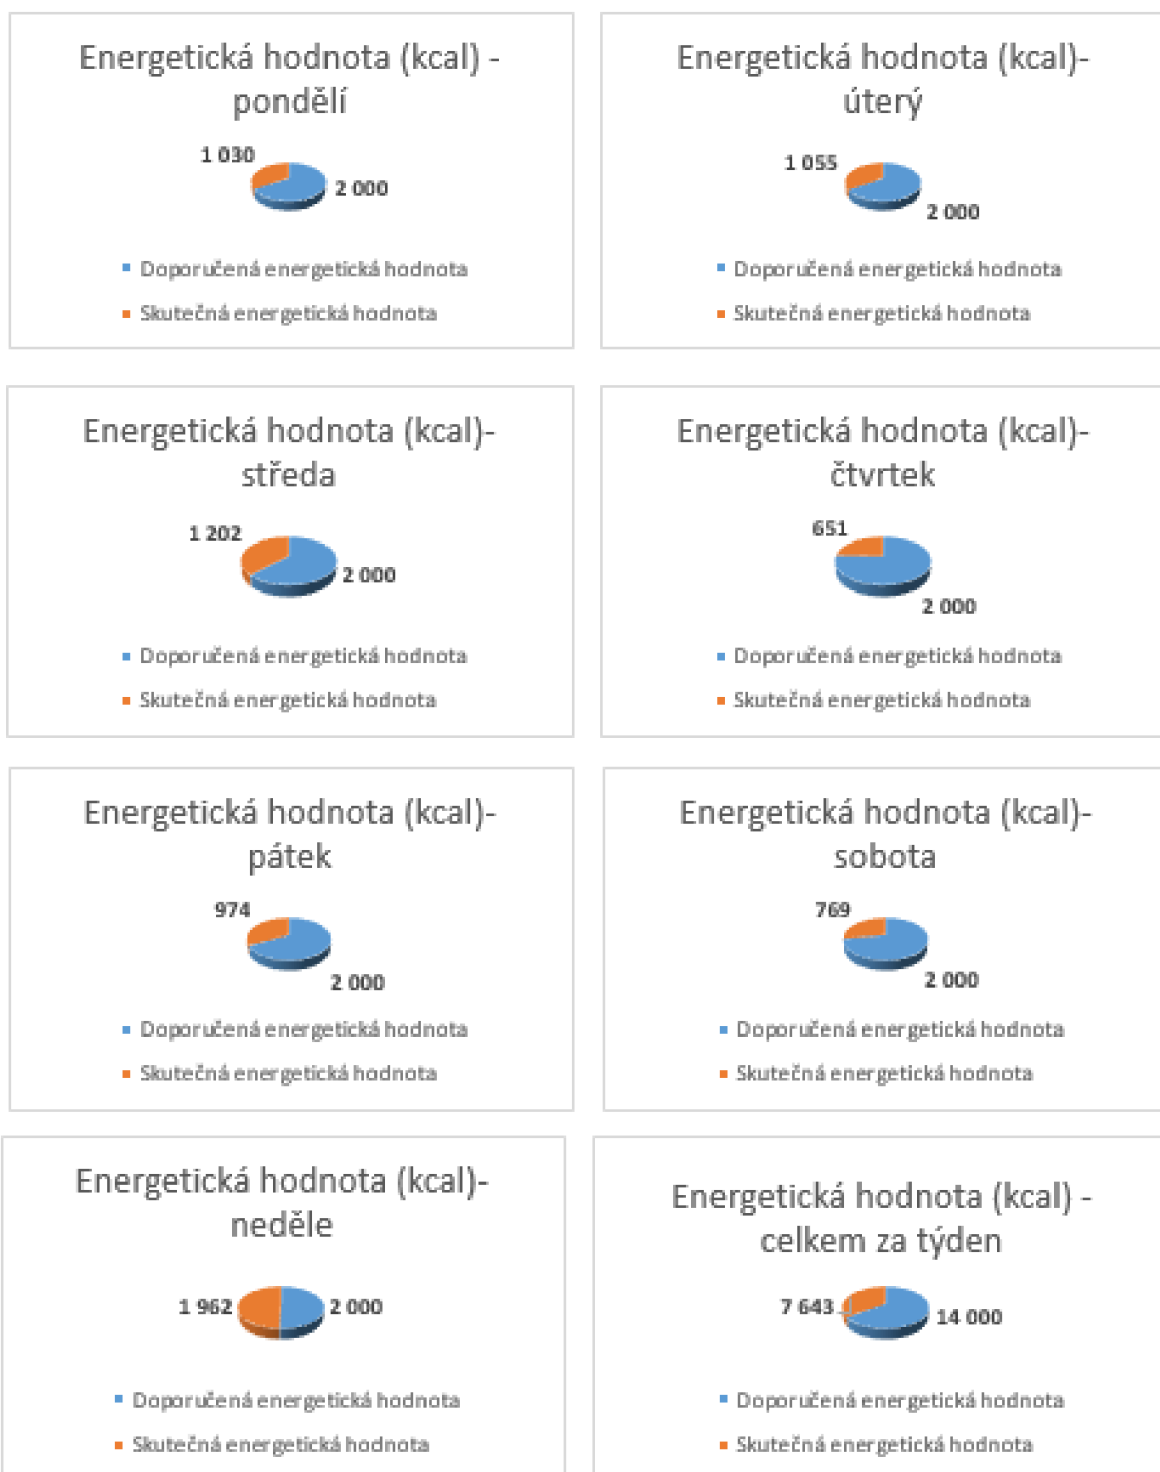 Energetická hodnota (kcal) -
pondělí
1 030
2 000
Doporučená energetická hodnota
Skutečná energetická hodnota
Energetická hodnota (kcal)-
úterý
1 055
2 000
Doporučená energetická hodnota
Skutečná energetická hodnota
Energetická hodnota (kcal)-
středa
1 202
2 000
Doporučená energetická hodnota
Skutečná energetická hodnota
Energetická hodnota (kcal)-
čtvrtek
651
2 000
Doporučená energetická hodnota
Skutečná energetická hodnota
Energetická hodnota (kcal)-
pátek
974
2 000
Doporučená energetická hodnota
Skutečná energetická hodnota
Energetická hodnota (kcal)-
sobota
769
2 000
Doporučená energetická hodnota
Skutečná energetická hodnota
Energetická hodnota (kcal)-
neděle
1 962
2 000
Doporučená energetická hodnota
Skutečná energetická hodnota
Energetická hodnota (kcal) -
celkem za týden
7 643
14 000
Doporučená energetická hodnota
Skutečná energetická hodnota